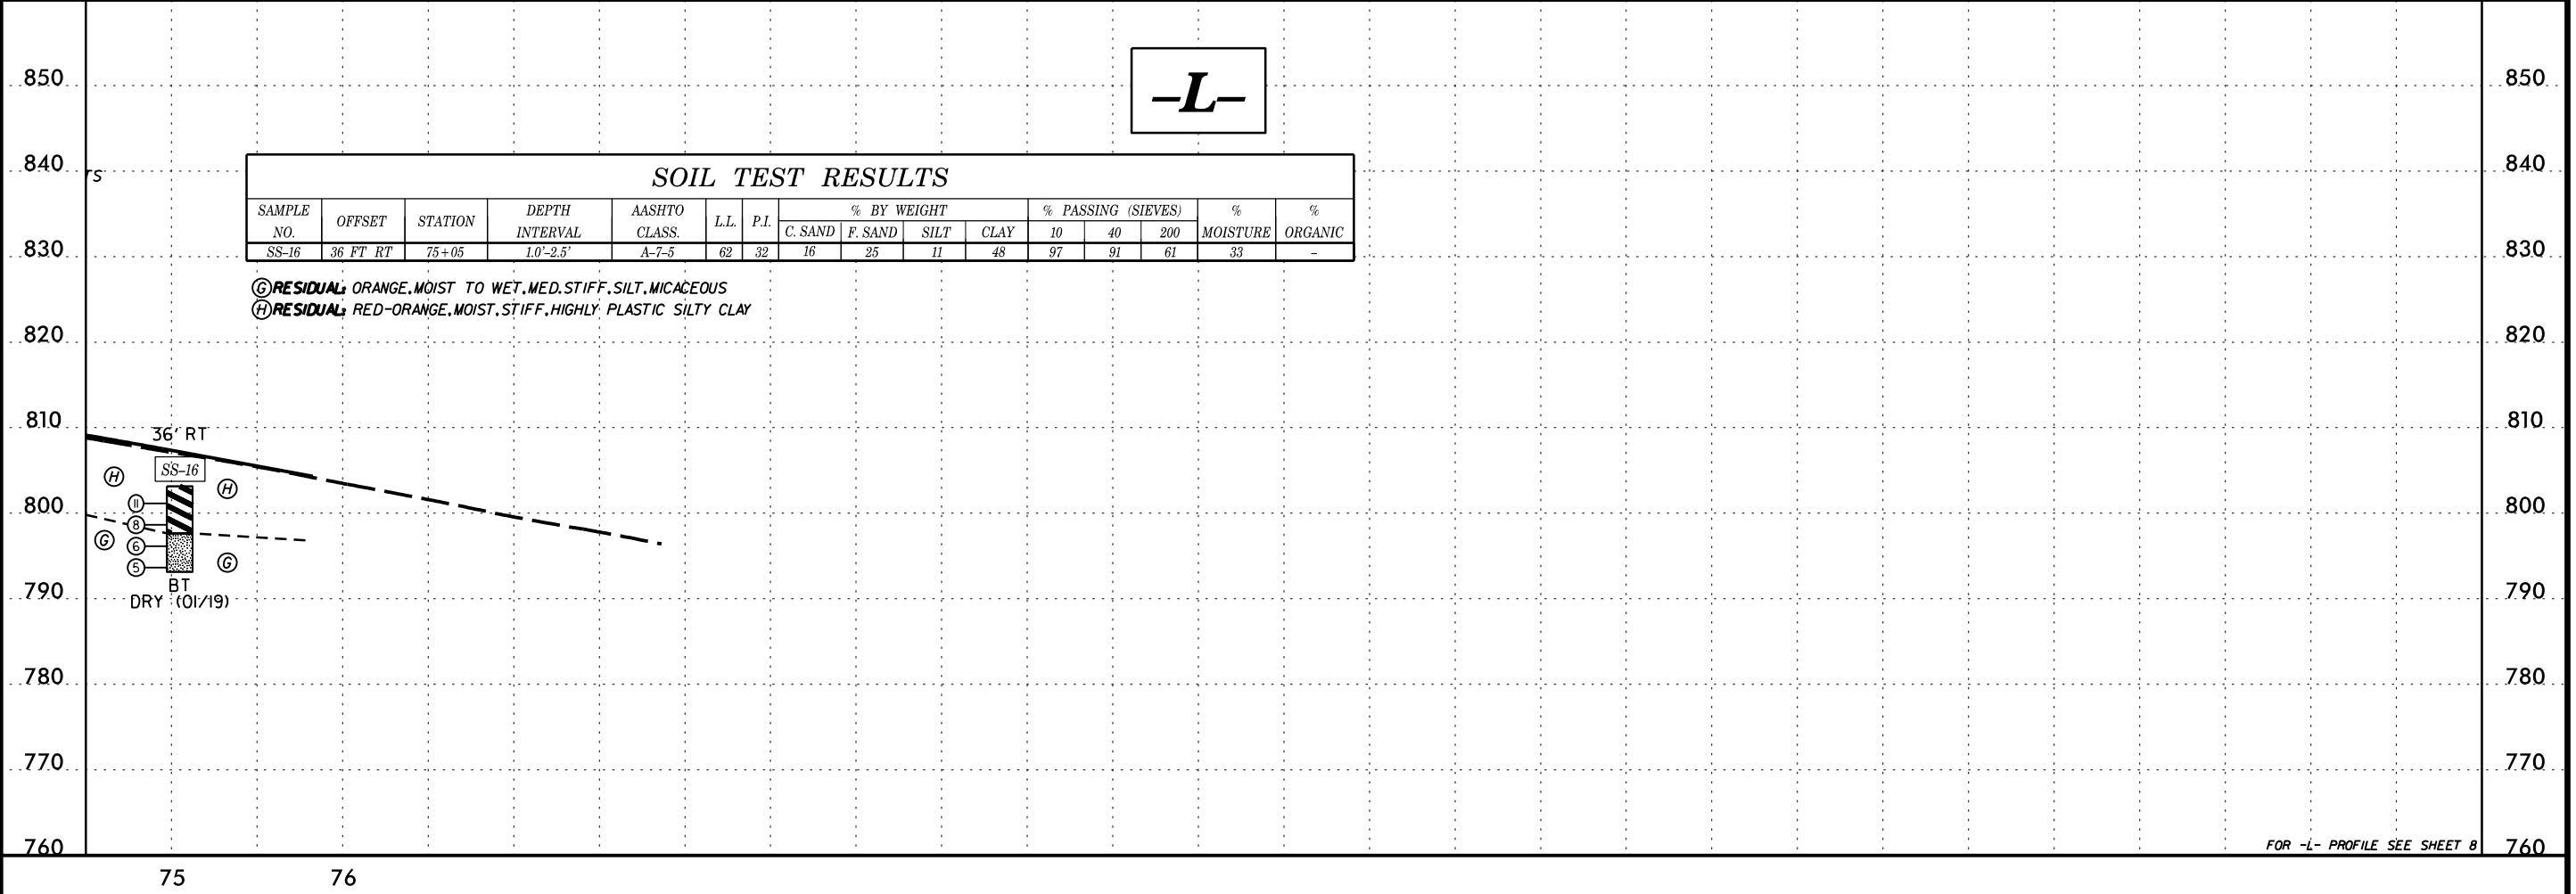 -L-
850 850
840 840
TS
SOIL TEST RESULTS
SAMPLE NO. OFFSET STATION DEPTH INTERVAL AASHTO CLASS. L.L. P.I. % BY WEIGHT % PASSING (SIEVES) % MOISTURE % ORGANIC
C. SAND F. SAND SILT CLAY 10 40 200
SS-16 36 FT RT 75+05 1.0'-2.5' A-7-5 62 32 16 25 11 48 97 91 61 33 -
830 830
G RESIDUAL: ORANGE, MOIST TO WET, MED. STIFF, SILT, MICACEOUS
H RESIDUAL: RED-ORANGE, MOIST, STIFF, HIGHLY PLASTIC SILTY CLAY
820 820
810 810
36' RT
SS-16
H H
11
800 800
8
G 6
5 G
BT
790 790
DRY (01/19)
780 780
770 770
760 760
FOR -L- PROFILE SEE SHEET 8
75 76